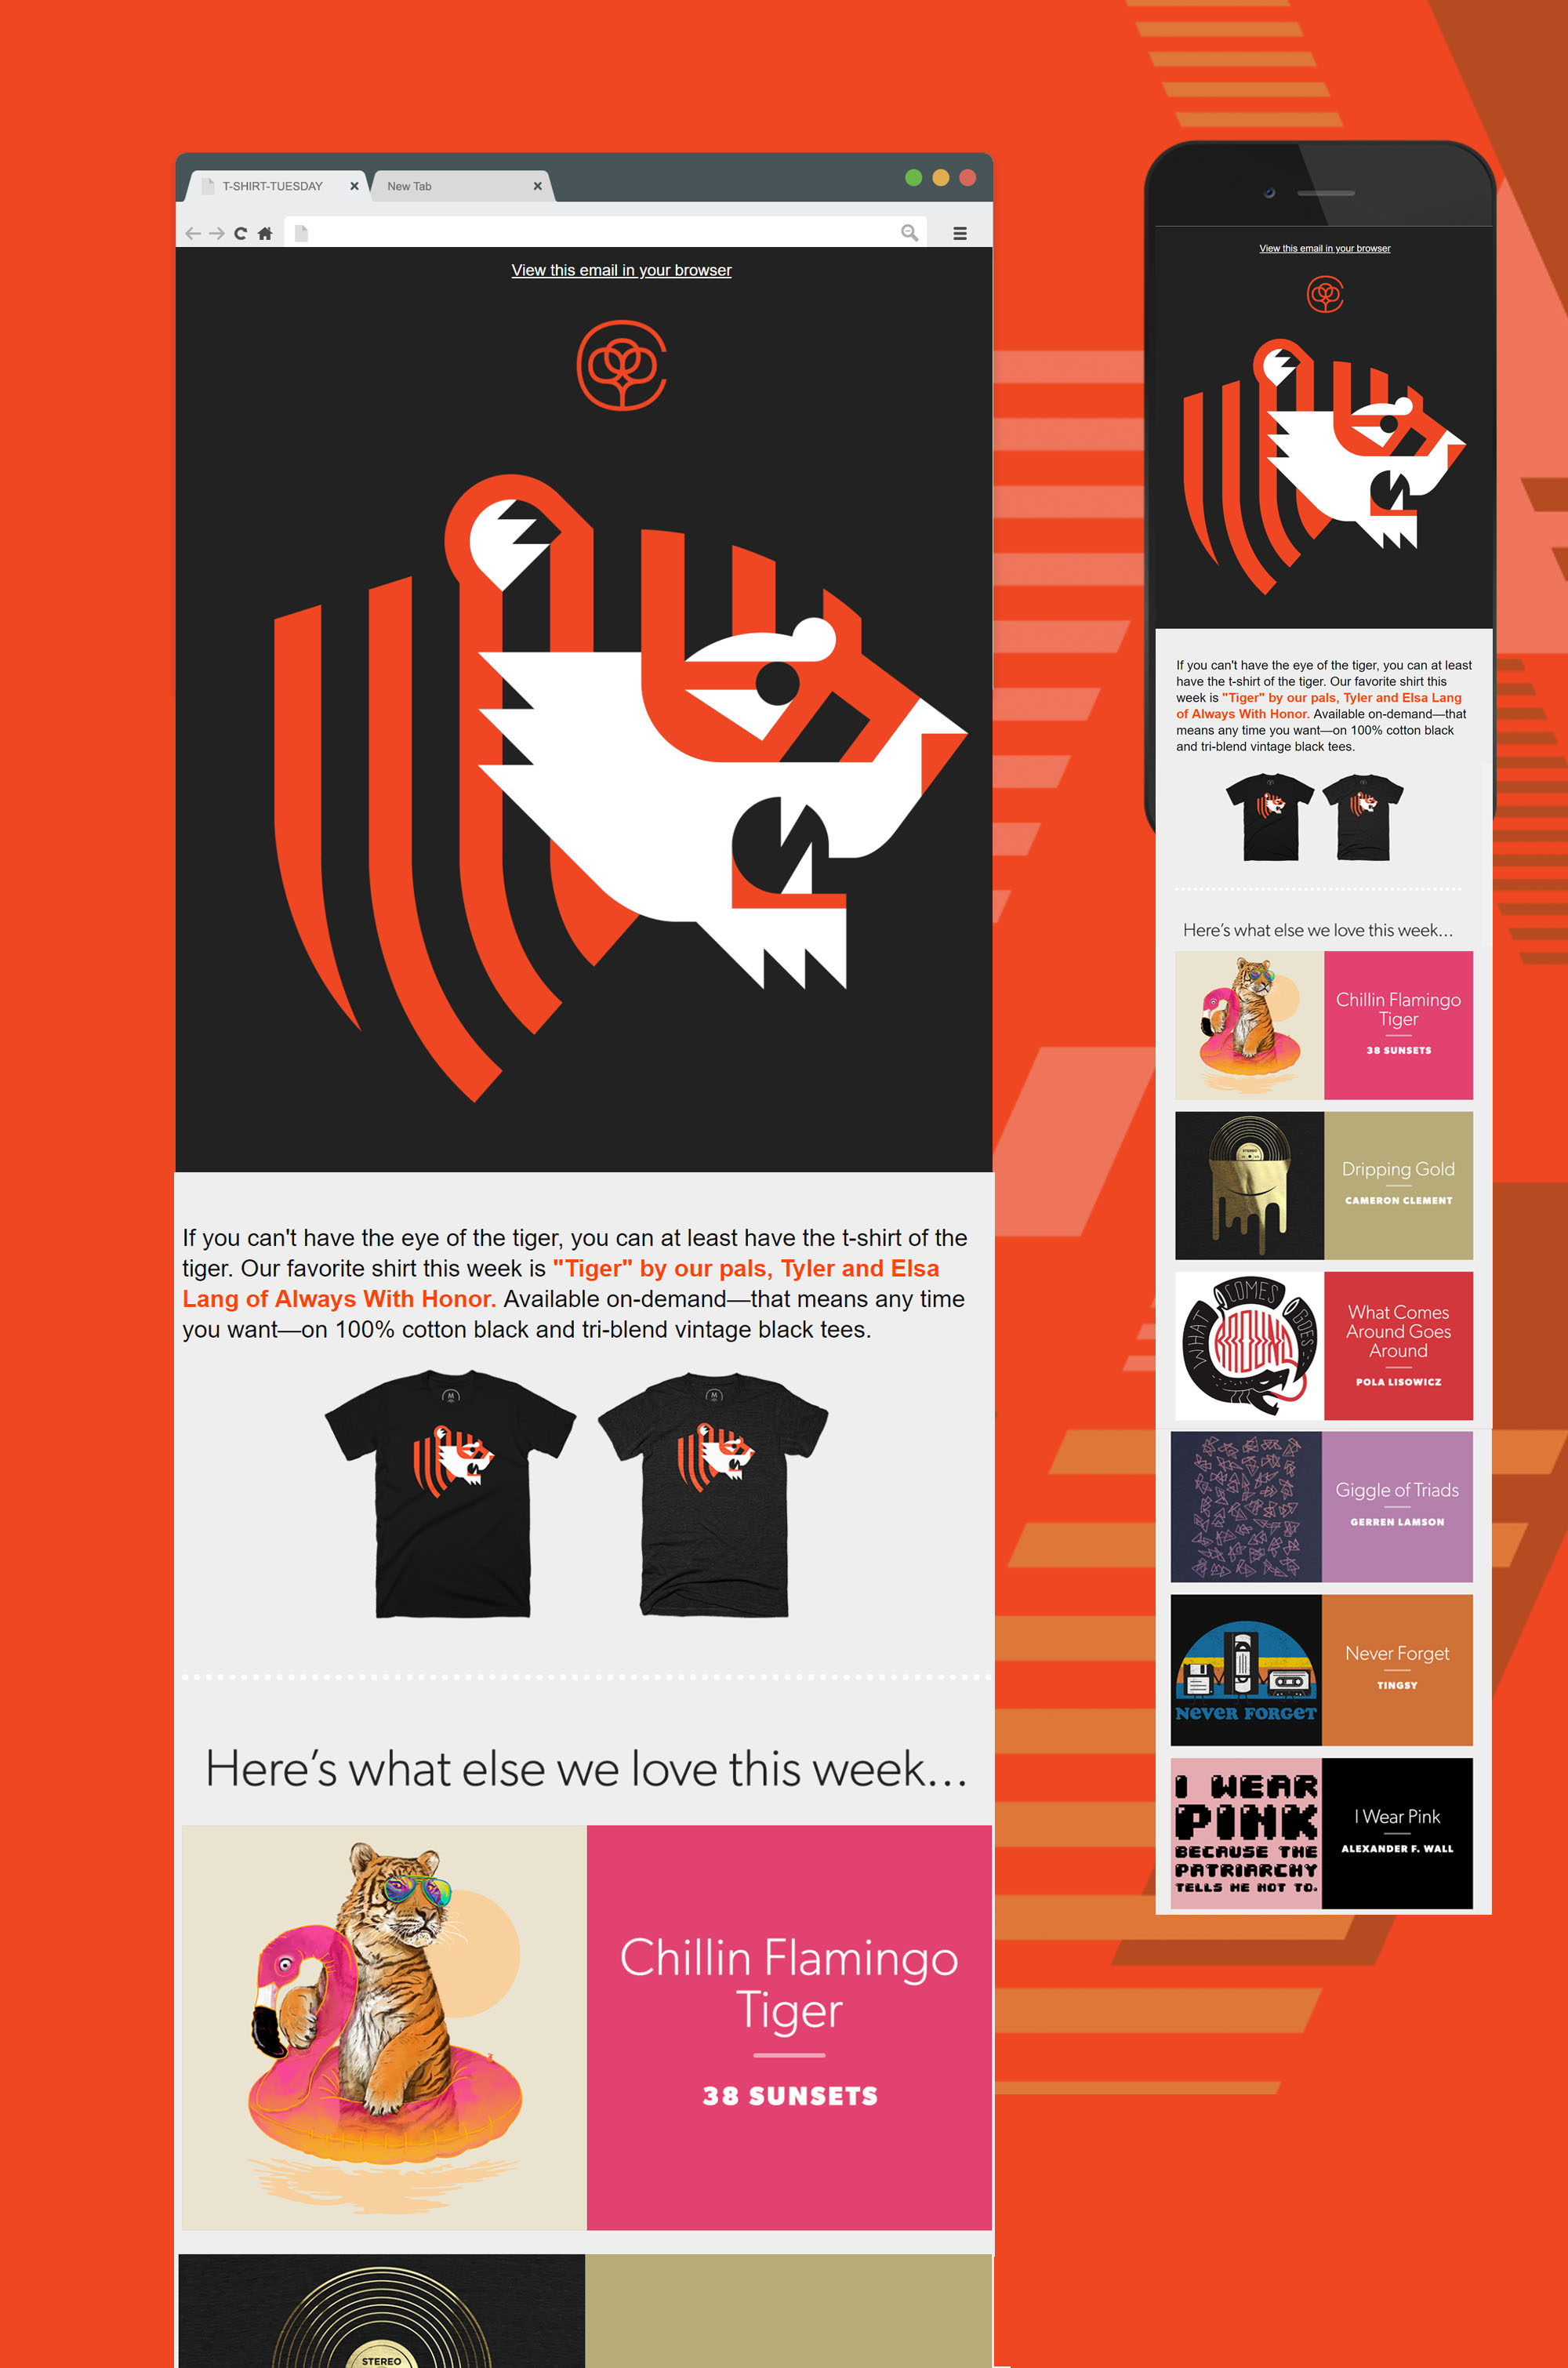 T-SHIRT-TUESDAY
New Tab
View this email in your browser
If you can't have the eye of the tiger, you can at least have the t-shirt of the
tiger. Our favorite shirt this week is "Tiger" by our pals, Tyler and Elsa
Lang of Always With Honor. Available on-demand—that means any time
you want—on 100% cotton black and tri-blend vintage black tees.
Here's what else we love this week...
Chillin Flamingo
Tiger
38 SUNSETS
STEREO
View this email in your browser
If you can't have the eye of the tiger, you can at least
have the t-shirt of the tiger. Our favorite shirt this
week is "Tiger" by our pals, Tyler and Elsa Lang
of Always With Honor. Available on-demand—that
means any time you want—on 100% cotton black
and tri-blend vintage black tees.
Here's what else we love this week...
Chillin Flamingo
Tiger
38 SUNSETS
STEREO
Dripping Gold
CAMERON CLEMENT
WHAT COMES GOES
AROUND
What Comes
Around Goes
Around
POLA LISOWICZ
Giggle of Triads
GERREN LAMSON
NEVER FORGET
Never Forget
TINGSY
I WEAR
PINK
BECAUSE THE
PATRIARCHY
TELLS ME NOT TO.
I Wear Pink
ALEXANDER F. WALL